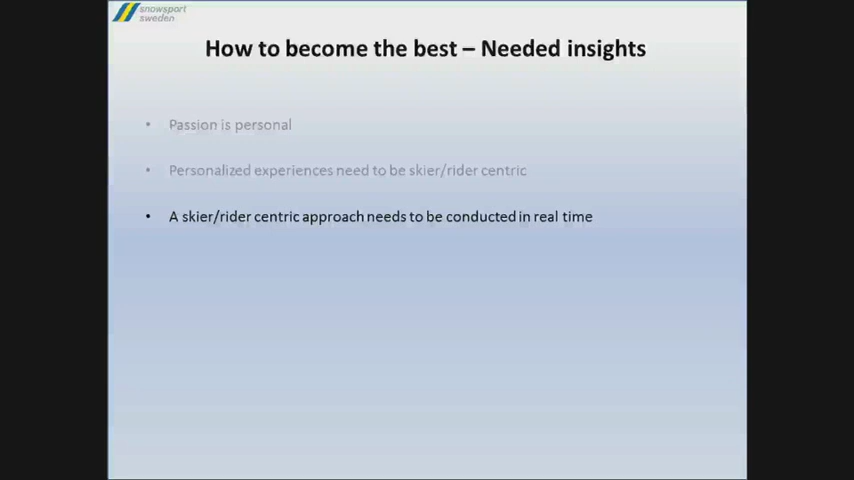 snowsport
sweden
How to become the best – Needed insights
• Passion is personal
• Personalized experiences need to be skier/rider centric
• A skier/rider centric approach needs to be conducted in real time